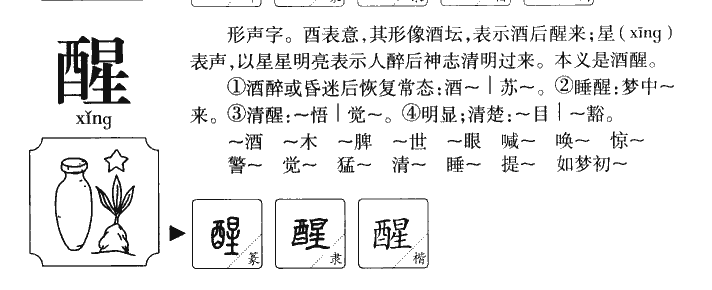 醒
xǐng
形声字。酉表意,其形像酒坛,表示酒后醒来;星(xīng)
表声,以星星明亮表示人醉后神志清明过来。本义是酒醒。
①酒醉或昏迷后恢复常态:酒～|苏～。②睡醒:梦中～
来。③清醒:～悟|觉～。④明显;清楚:～目|～豁。
～酒 ～木 ～脾 ～世 ～眼 喊～ 唤～ 惊～
警～ 觉～ 猛～ 清～ 睡～ 提～ 如梦初～
醒 篆 醒 隶 醒 楷